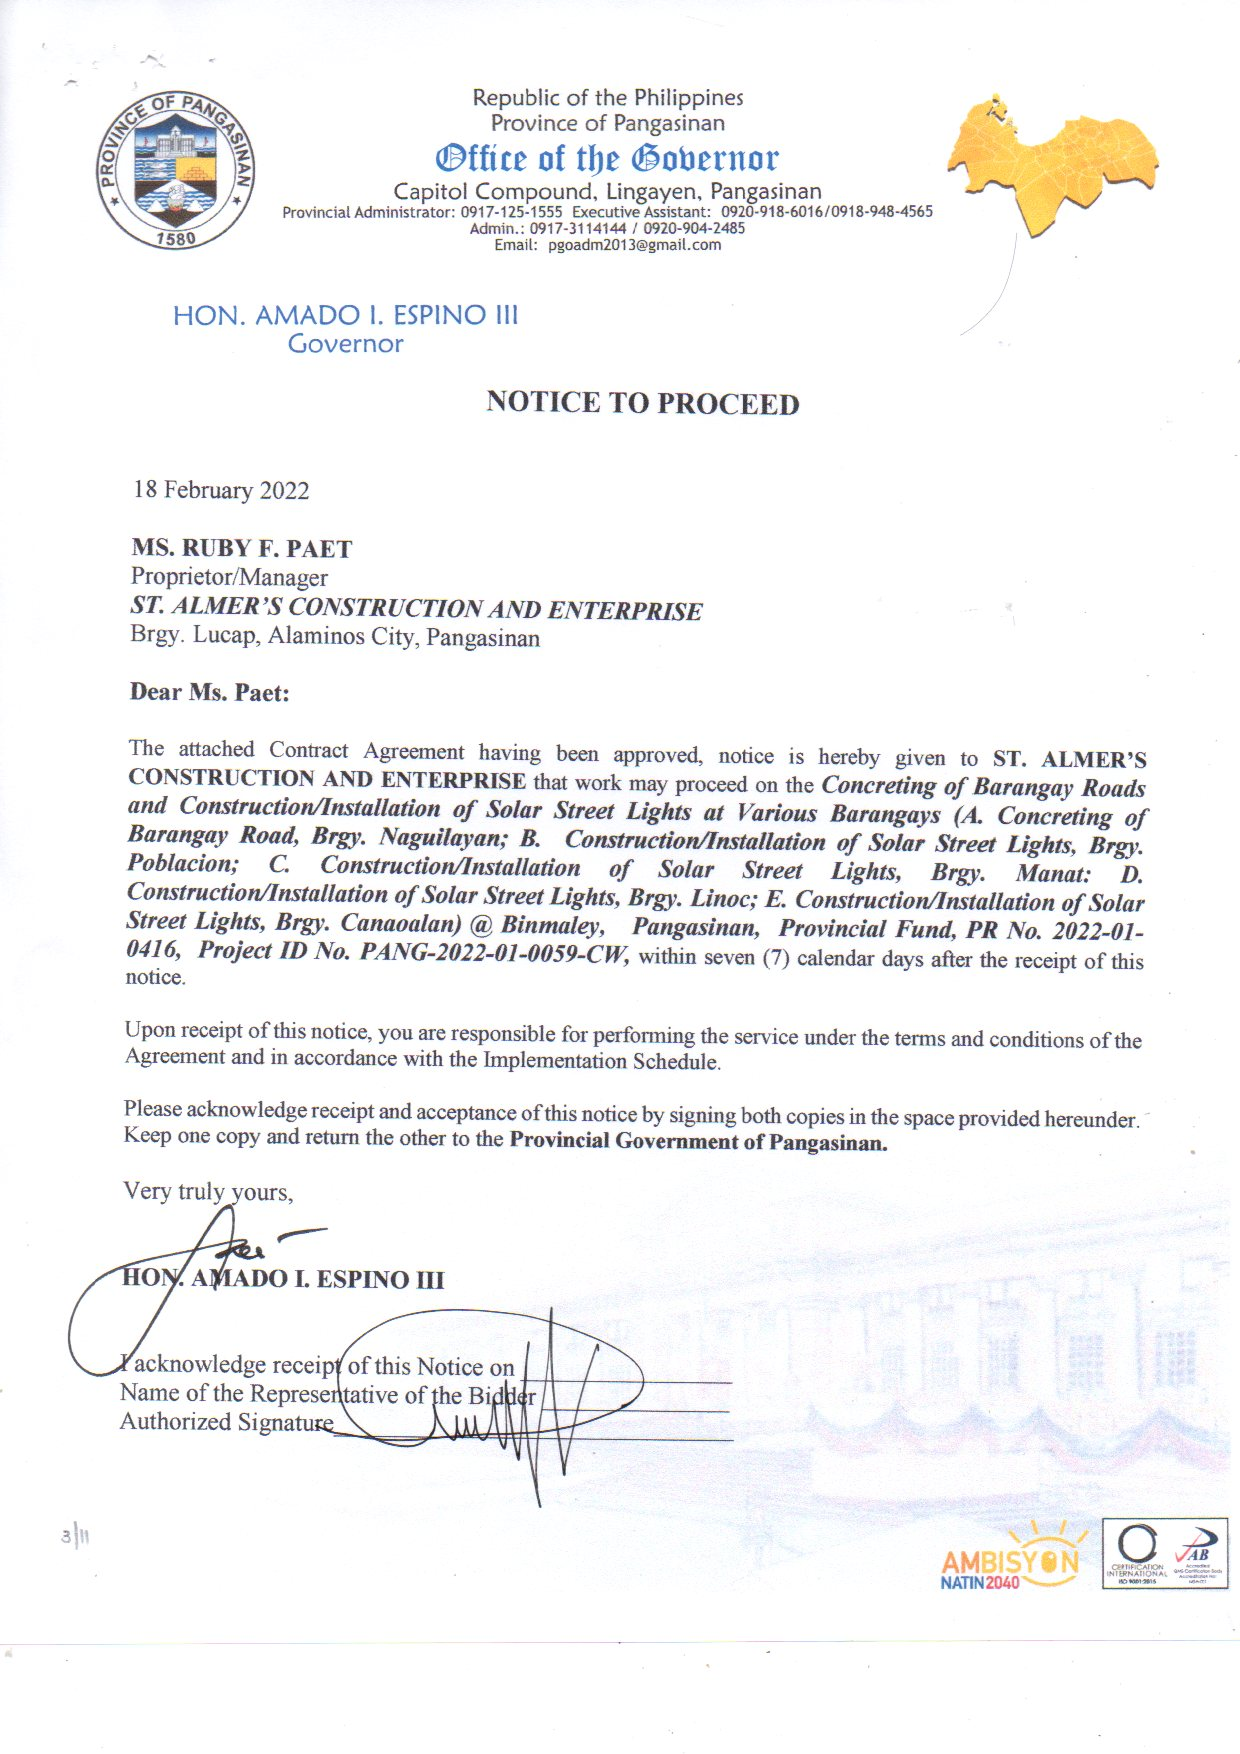 PROVINCE OF PANGASINAN
1580
Republic of the Philippines
Province of Pangasinan
Office of the Governor
Capitol Compound, Lingayen, Pangasinan
Provincial Administrator: 0917-125-1555 Executive Assistant: 0920-918-6016/0918-948-4565
Admin.: 0917-3114144 / 0920-904-2485
Email: pgoadm2013@gmail.com
HON. AMADO I. ESPINO III
Governor
NOTICE TO PROCEED
18 February 2022
MS. RUBY F. PAET
Proprietor/Manager
ST. ALMER'S CONSTRUCTION AND ENTERPRISE
Brgy. Lucap, Alaminos City, Pangasinan
Dear Ms. Paet:
The attached Contract Agreement having been approved, notice is hereby given to ST. ALMER'S
CONSTRUCTION AND ENTERPRISE that work may proceed on the Concreting of Barangay Roads
and Construction/Installation of Solar Street Lights at Various Barangays (A. Concreting of
Barangay Road, Brgy. Naguilayan; B. Construction/Installation of Solar Street Lights, Brgy.
Poblacion; C. Construction/Installation of Solar Street Lights, Brgy. Manat: D.
Construction/Installation of Solar Street Lights, Brgy. Linoc; E. Construction/Installation of Solar
Street Lights, Brgy. Canaoalan) @ Binmaley, Pangasinan, Provincial Fund, PR No. 2022-01-
0416, Project ID No. PANG-2022-01-0059-CW, within seven (7) calendar days after the receipt of this
notice.
Upon receipt of this notice, you are responsible for performing the service under the terms and conditions of the
Agreement and in accordance with the Implementation Schedule.
Please acknowledge receipt and acceptance of this notice by signing both copies in the space provided hereunder.
Keep one copy and return the other to the Provincial Government of Pangasinan.
Very truly yours,
HON. AMADO I. ESPINO III
I acknowledge receipt of this Notice on
Name of the Representative of the Bidder
Authorized Signature
3/11
AMBISYON
NATIN2040
CERTIFICATION
INTERNATIONAL
ISO 9001:2015
PAB
Accredited
QMS Certification Body